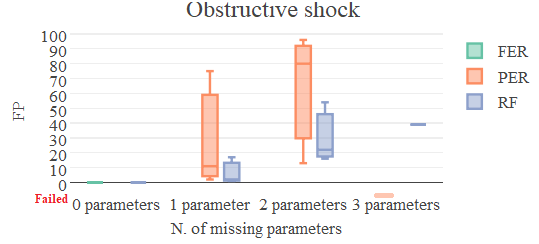 Obstructive shock
100
90
80
70
60
50
40
30
20
10
0
FP
Failed
0 parameters 1 parameter 2 parameters 3 parameters
N. of missing parameters
FER
PER
RF